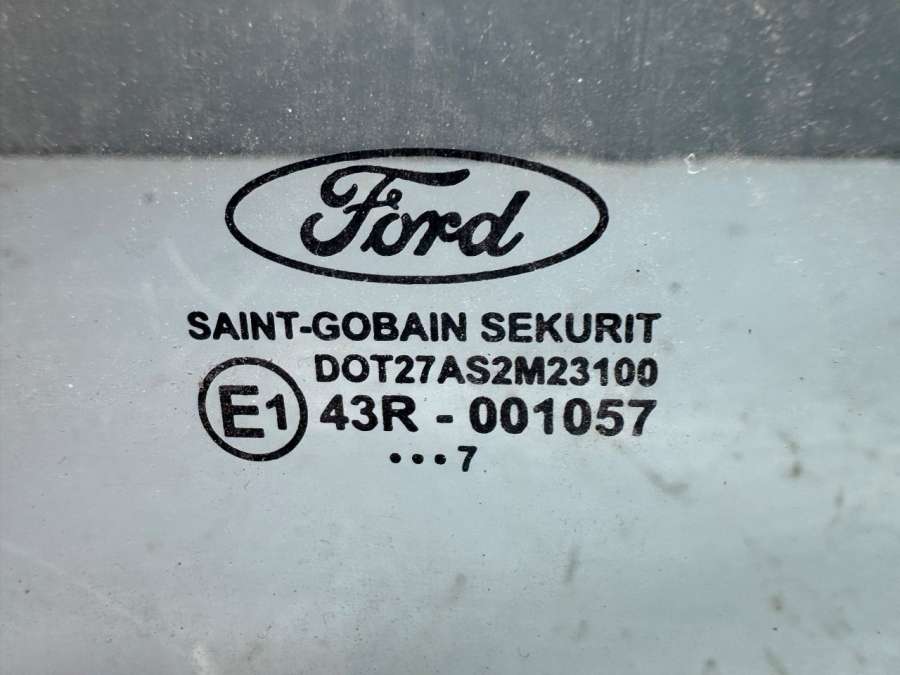 Ford
SAINT-GOBAIN SEKURIT
DOT27AS2M23100
E1 43R - 001057
•••7